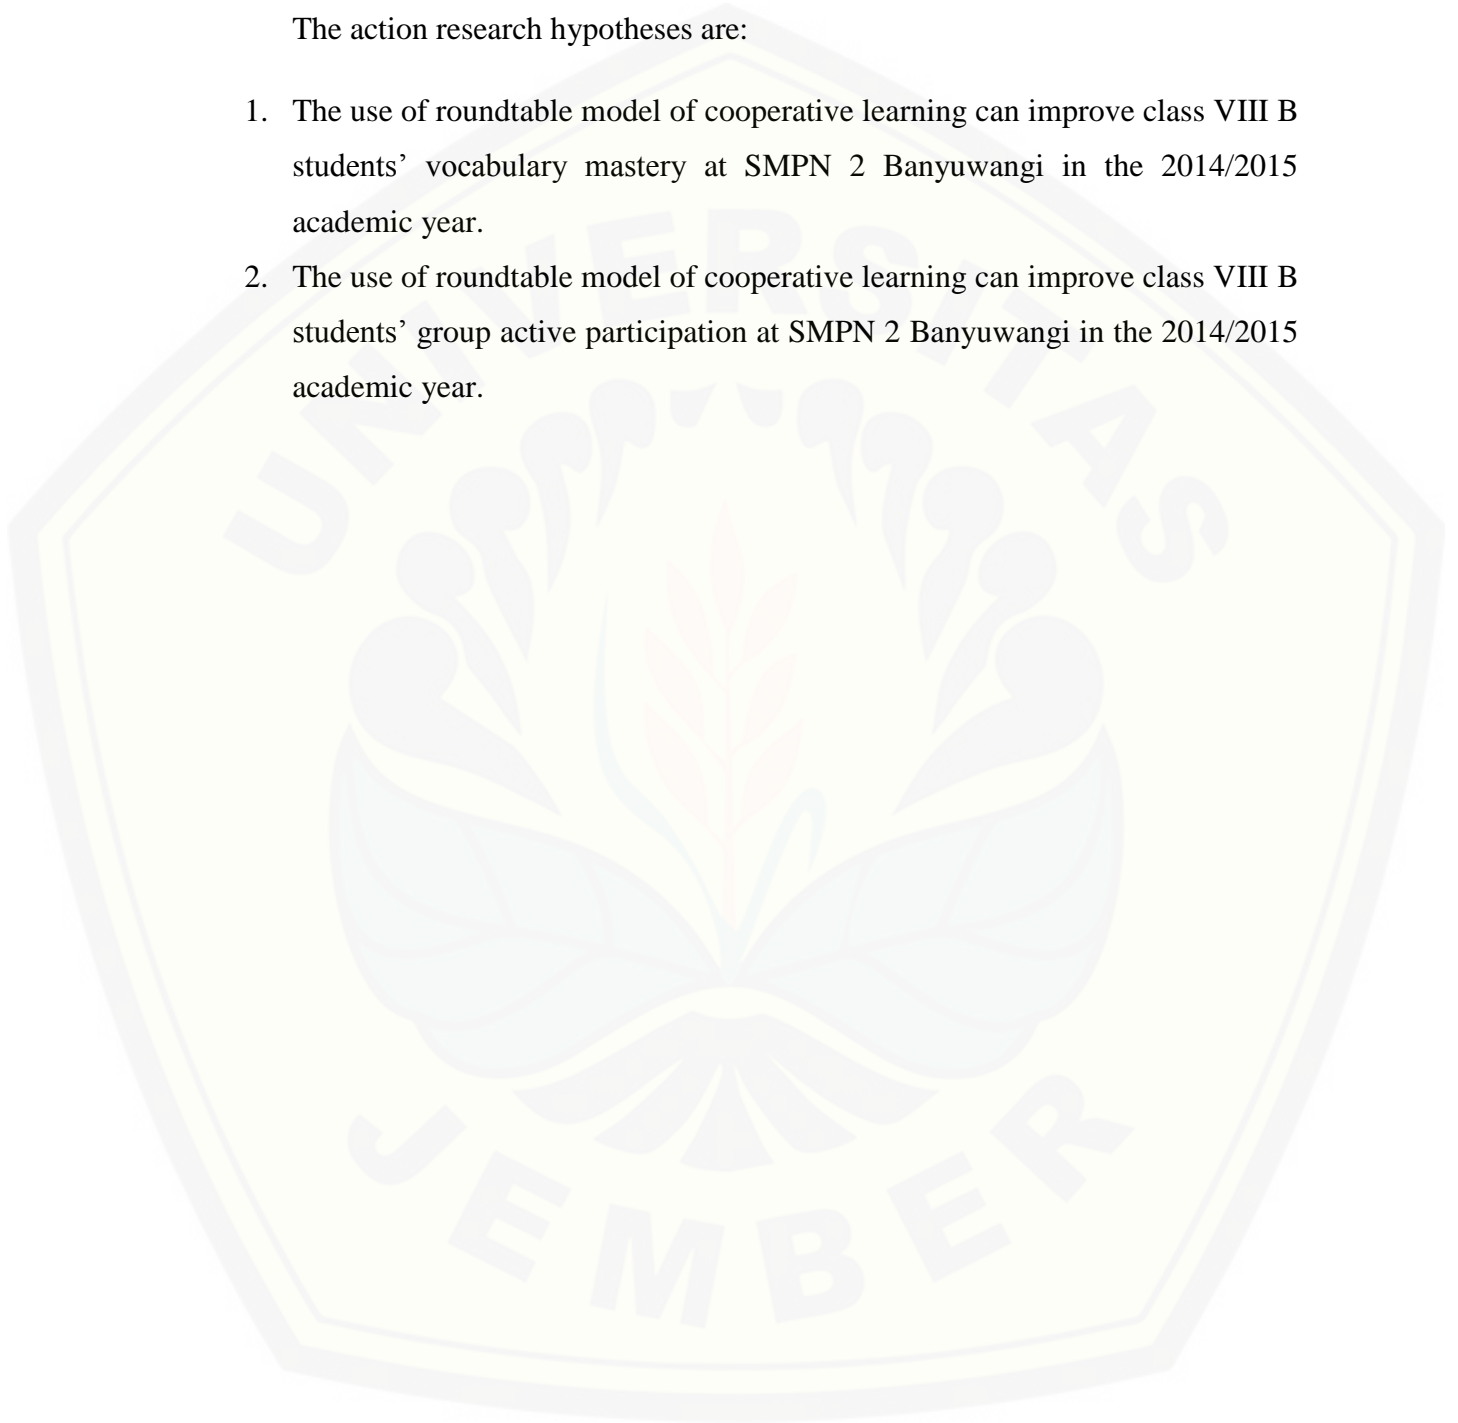 The action research hypotheses are:
1. The use of roundtable model of cooperative learning can improve class VIII B
students’ vocabulary mastery at SMPN 2 Banyuwangi in the 2014/2015
academic year.
2. The use of roundtable model of cooperative learning can improve class VIII B
students’ group active participation at SMPN 2 Banyuwangi in the 2014/2015
academic year.
UNIVERSITAS
JEMBER